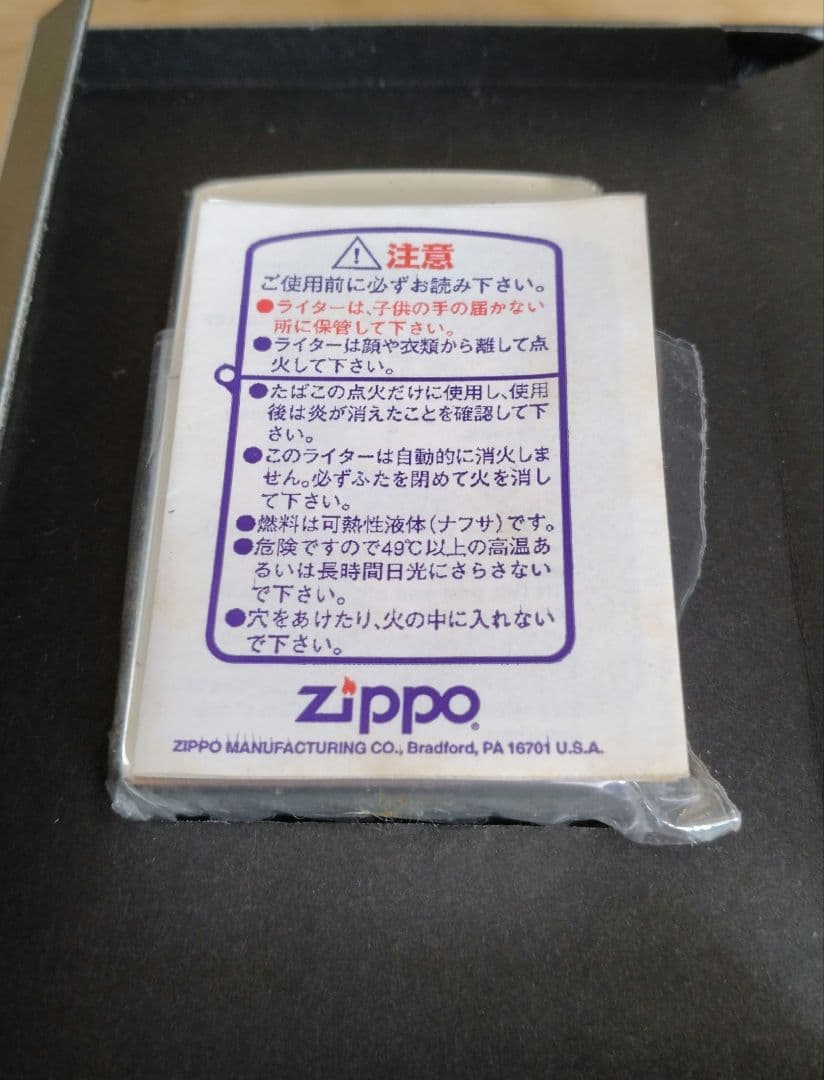 注意
ご使用前に必ずお読み下さい。
●ライターは、子供の手の届かない
所に保管して下さい。
●ライターは顔や衣類から離して点
火して下さい。
●たばこの点火だけに使用し、使用
後は炎が消えたことを確認して下
さい。
●このライターは自動的に消火しま
せん。必ずふたを閉めて火を消し
て下さい。
●燃料は可熱性液体(ナフサ)です。
●危険ですので49℃以上の高温あ
るいは長時間日光にさらさない
で下さい。
●穴をあけたり、火の中に入れない
で下さい。
Zippo®
ZIPPO MANUFACTURING CO., Bradford, PA 16701 U.S.A.